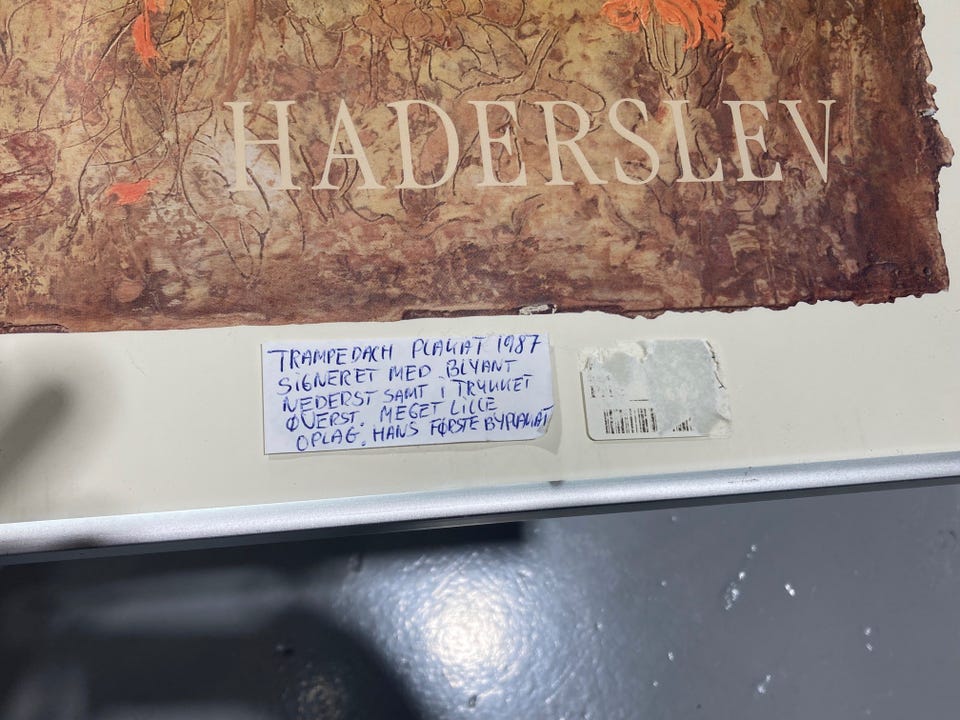 HADERSLEV
TRAMPEDACH PLAKAT 1987
SIGNERET MED BLYANT
NEDERST SAMT I TRYKKET
ØVERST. MEGET LILLE
OPLAG. HANS FØRSTE BYPLAKAT